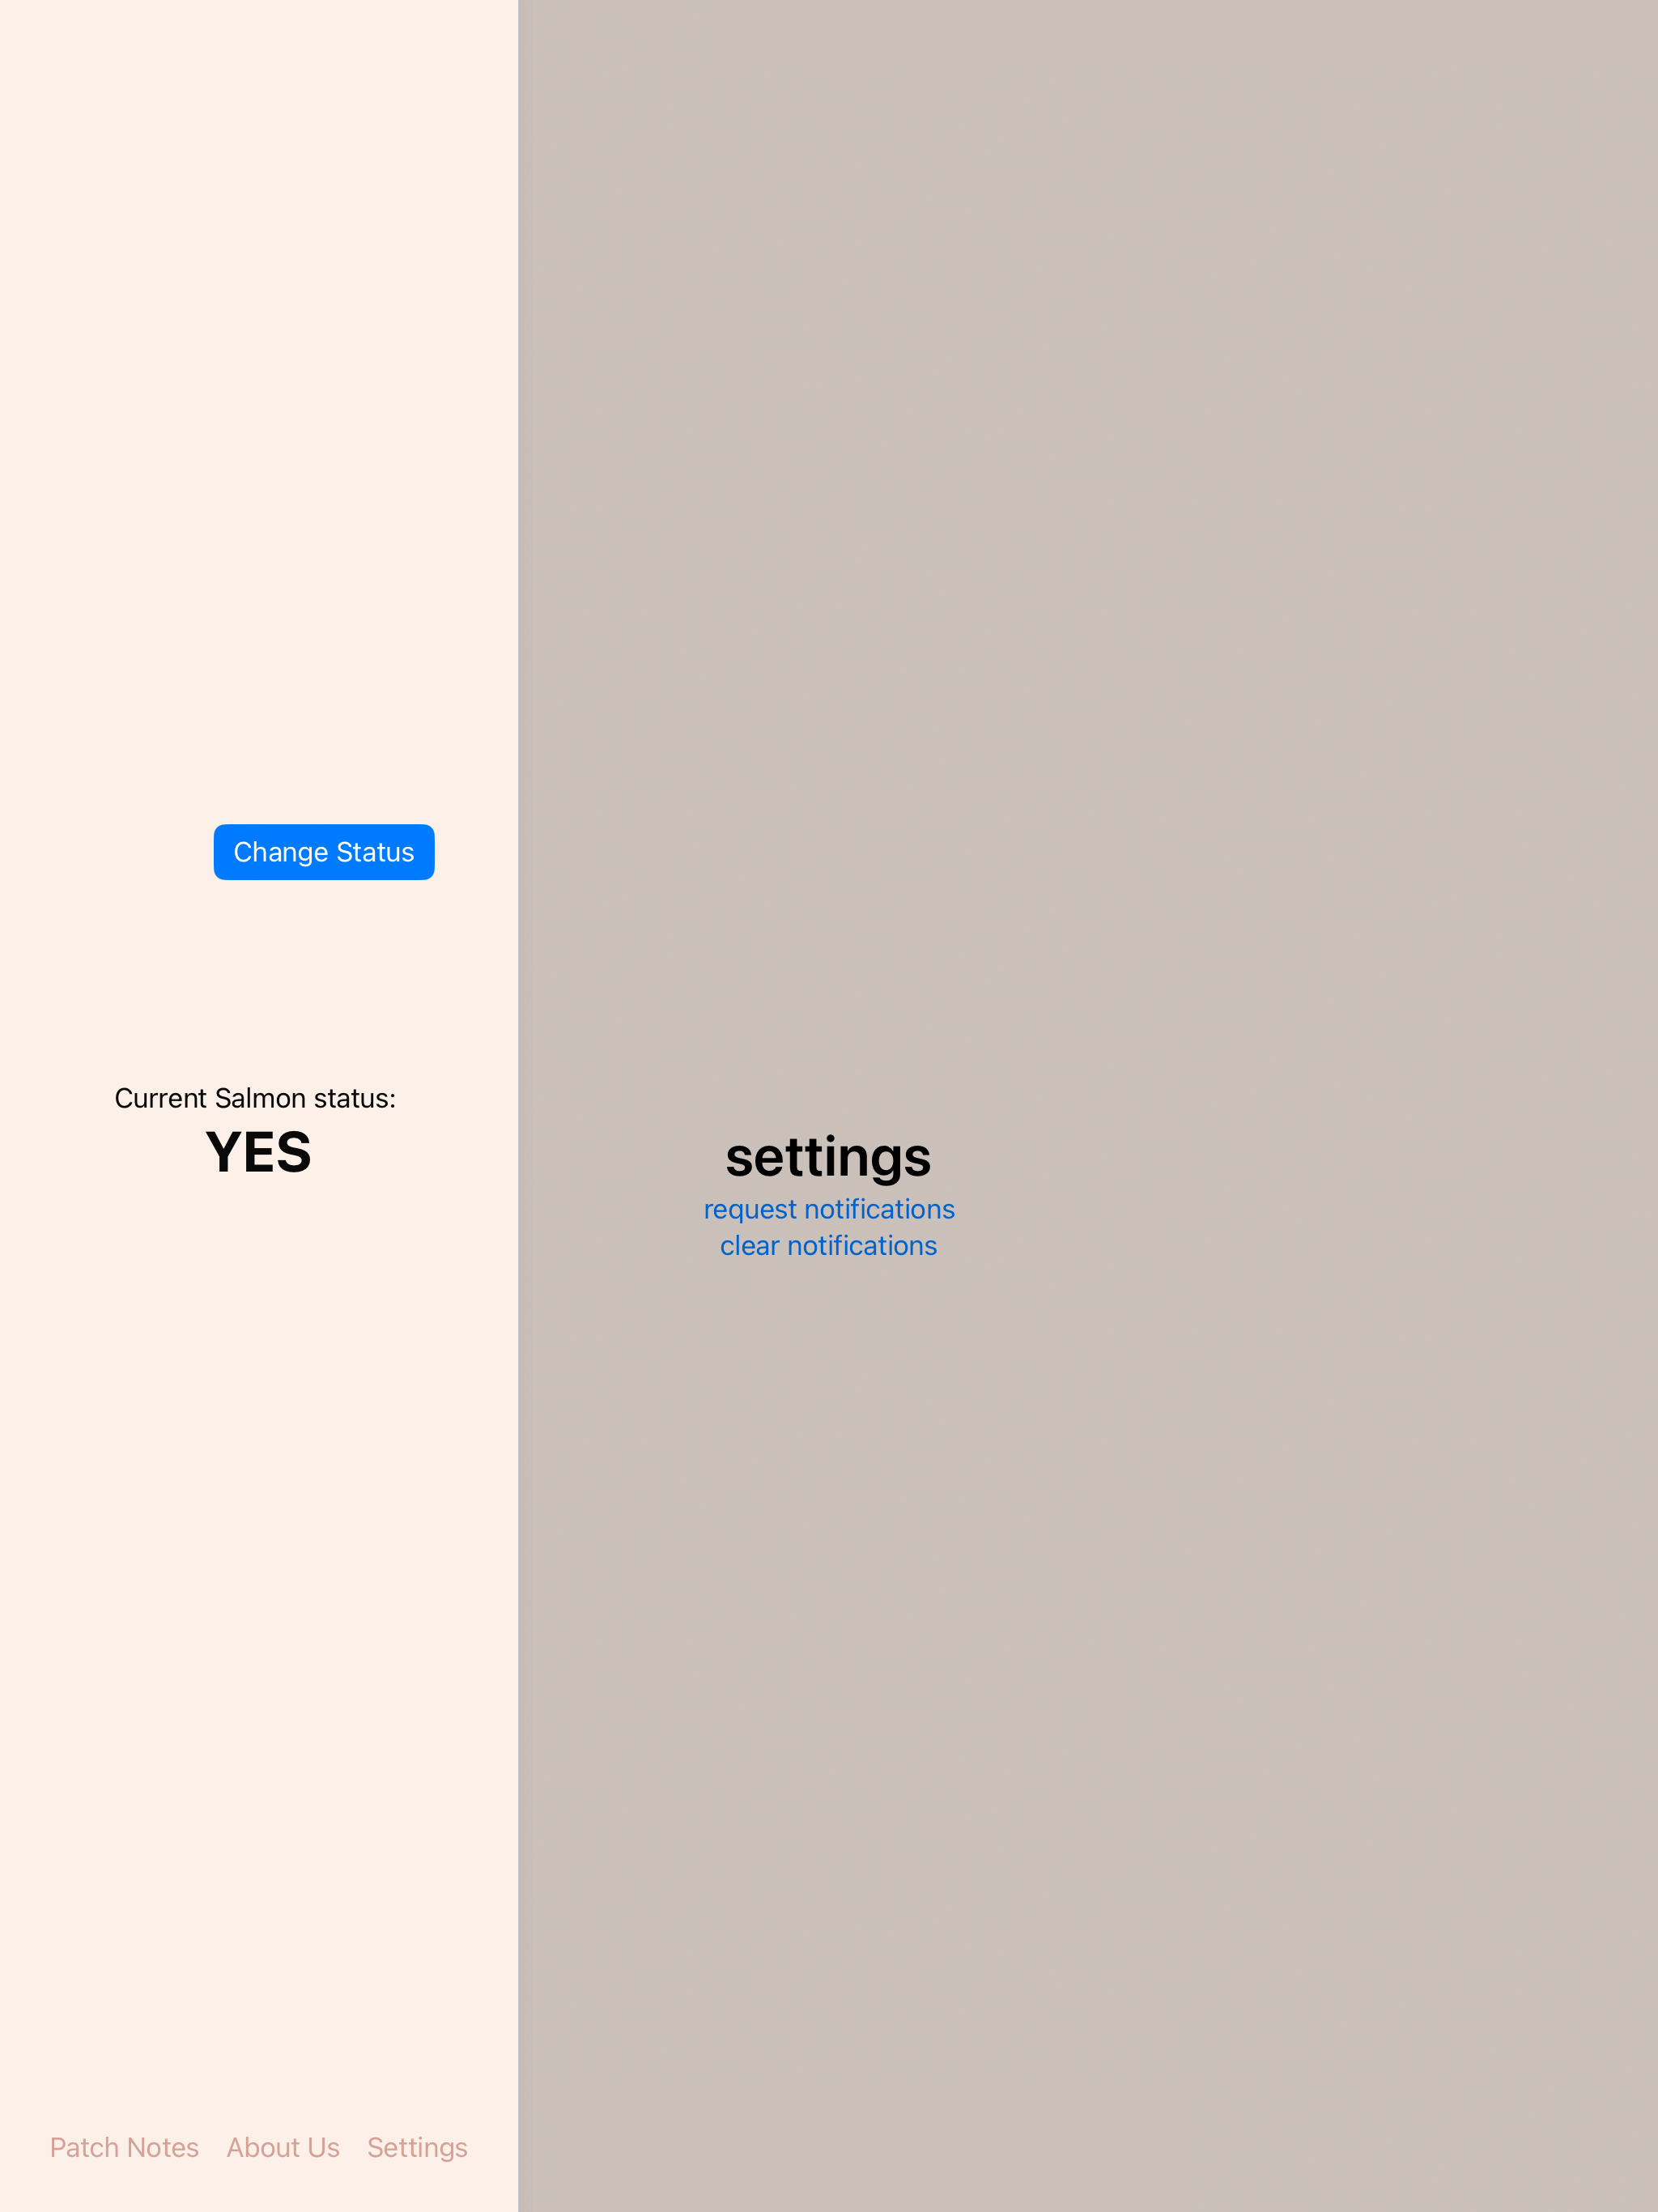 Change Status
Current Salmon status:
YES
settings
request notifications
clear notifications
Patch Notes About Us Settings